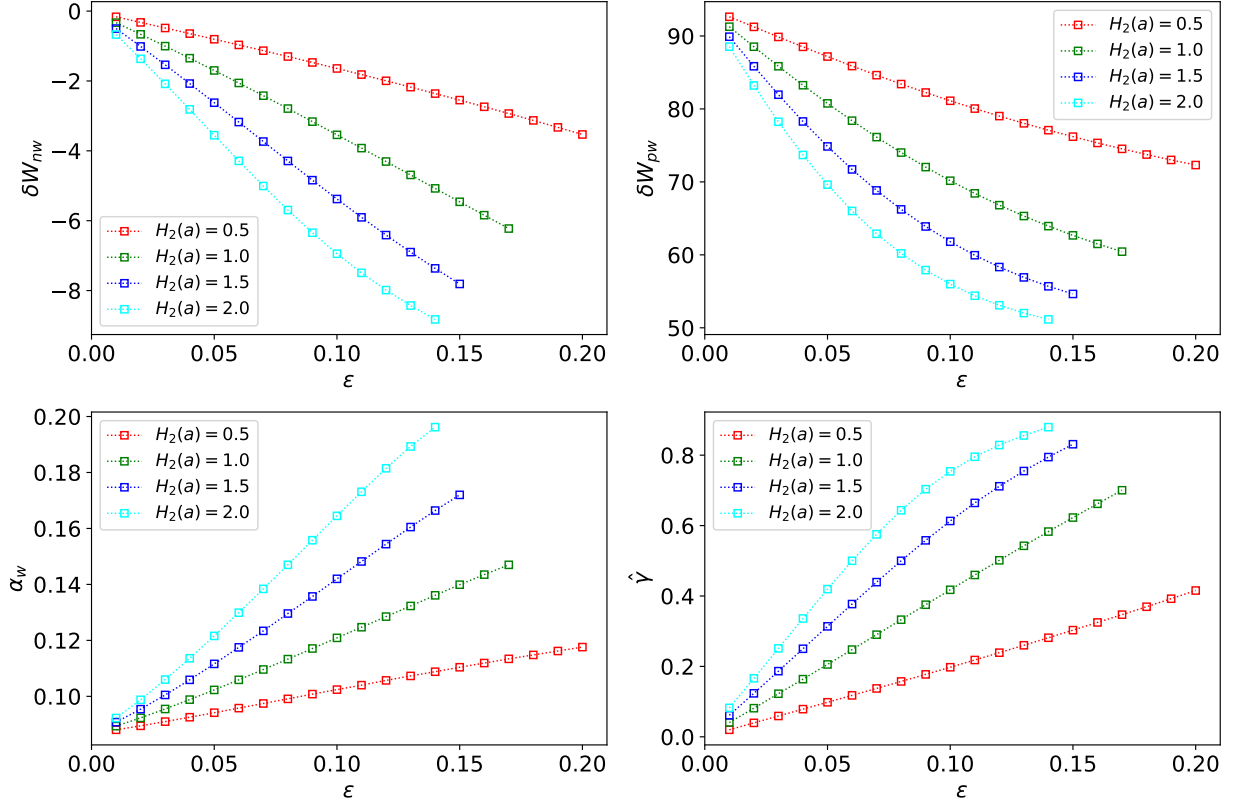 0
−2
−4
−6
−8
δW_{nw}
H_2(a) = 0.5
H_2(a) = 1.0
H_2(a) = 1.5
H_2(a) = 2.0
0.00 0.05 0.10 0.15 0.20
ε
90
80
70
60
50
δW_{pw}
H_2(a) = 0.5
H_2(a) = 1.0
H_2(a) = 1.5
H_2(a) = 2.0
0.00 0.05 0.10 0.15 0.20
ε
0.20
0.18
0.16
0.14
0.12
0.10
α_w
H_2(a) = 0.5
H_2(a) = 1.0
H_2(a) = 1.5
H_2(a) = 2.0
0.00 0.05 0.10 0.15 0.20
ε
0.8
0.6
0.4
0.2
0.0
γ̂
H_2(a) = 0.5
H_2(a) = 1.0
H_2(a) = 1.5
H_2(a) = 2.0
0.00 0.05 0.10 0.15 0.20
ε